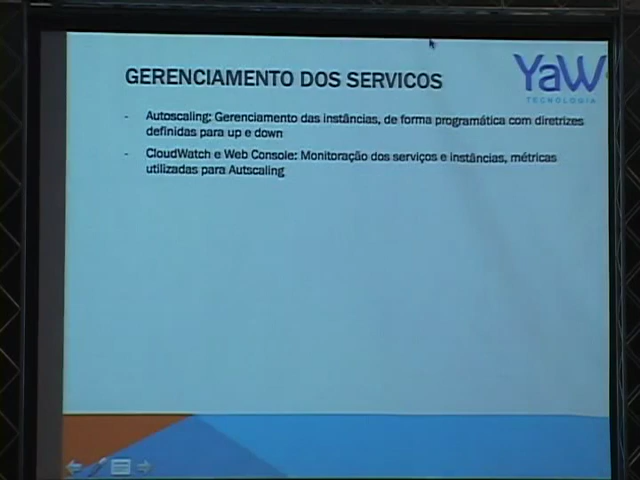 GERENCIAMENTO DOS SERVICOS
YaW
TECNOLOGIA
- Autoscaling: Gerenciamento das instâncias, de forma programática com diretrizes
definidas para up e down
- CloudWatch e Web Console: Monitoração dos serviços e instâncias, métricas
utilizadas para Autscaling